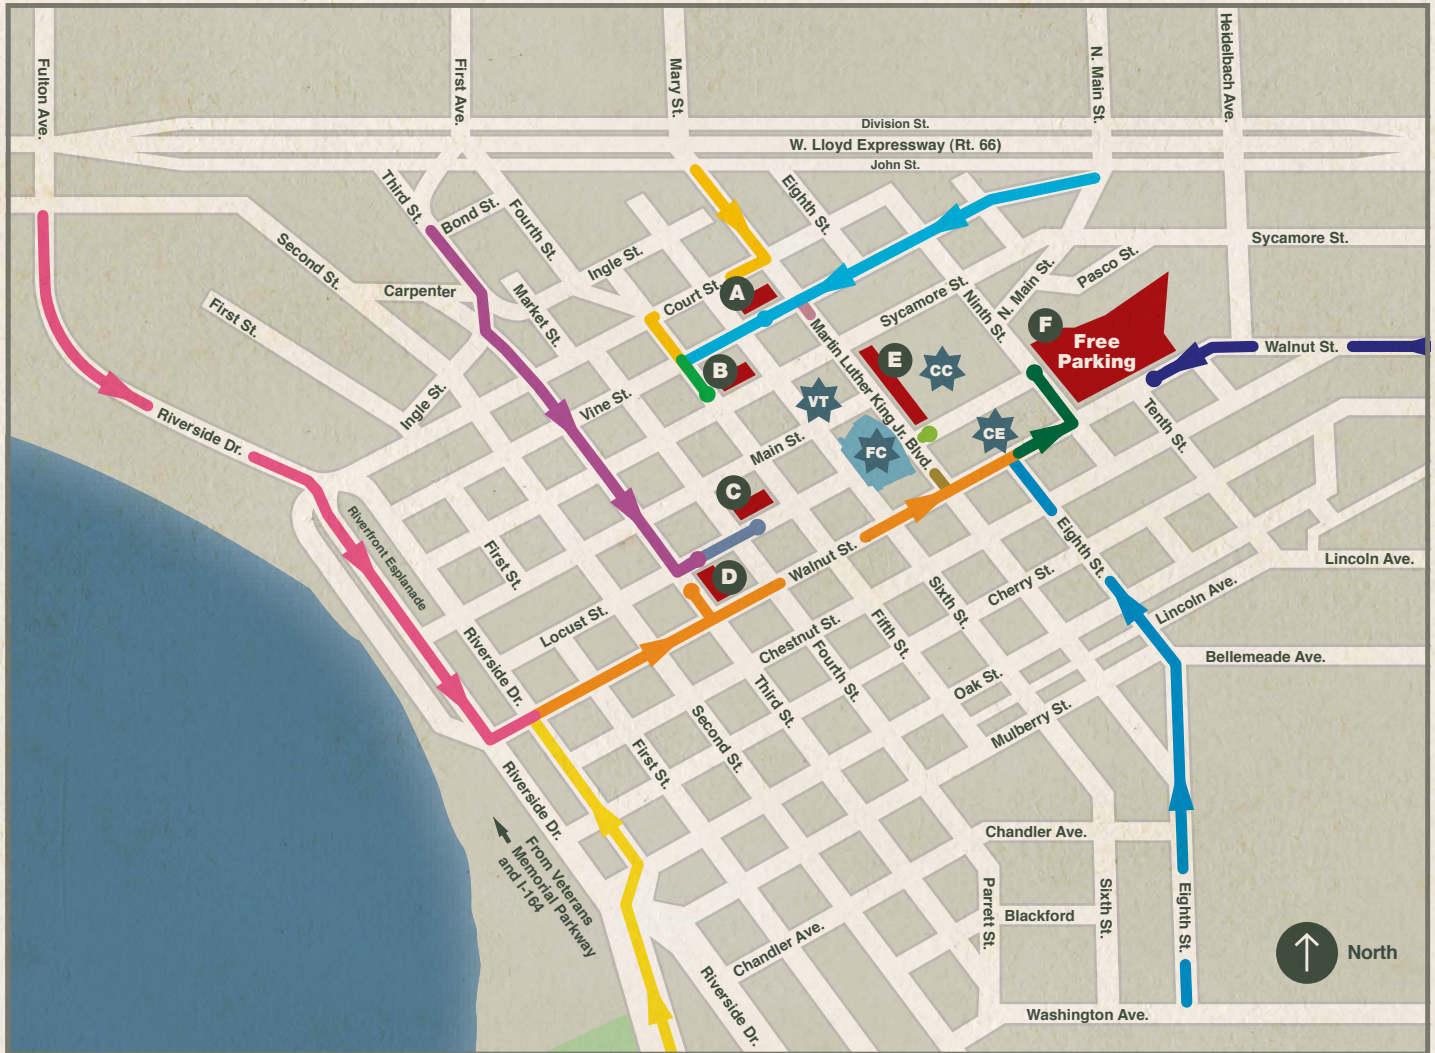 Fulton Ave.
First Ave.
Mary St.
N. Main St.
Heidelbach Ave.
Division St.
W. Lloyd Expressway (Rt. 66)
John St.
Third St.
Bond St.
Fourth St.
Eighth St.
Second St.
Ingle St.
Sycamore St.
Pasco St.
Carpenter
Court St.
A
Sycamore St.
N. Main St.
Ninth St.
First St.
Market St.
Martin Luther King Jr. Blvd.
F
Free
Parking
Walnut St.
B
E
CC
Ingle St.
Vine St.
VT
Riverside Dr.
Main St.
FC
CE
Tenth St.
C
Riverfront Esplanade
First St.
D
Walnut St.
Eighth St.
Lincoln Ave.
Locust St.
Sixth St.
Cherry St.
Lincoln Ave.
Riverside Dr.
Chestnut St.
Fifth St.
Bellemeade Ave.
Fourth St.
Third St.
Oak St.
Second St.
Mulberry St.
First St.
Riverside Dr.
From Veterans
Memorial Parkway
and I-164
Chandler Ave.
Parrett St.
Blackford
Sixth St.
Eighth St.
Chandler Ave.
Riverside Dr.
North
Washington Ave.